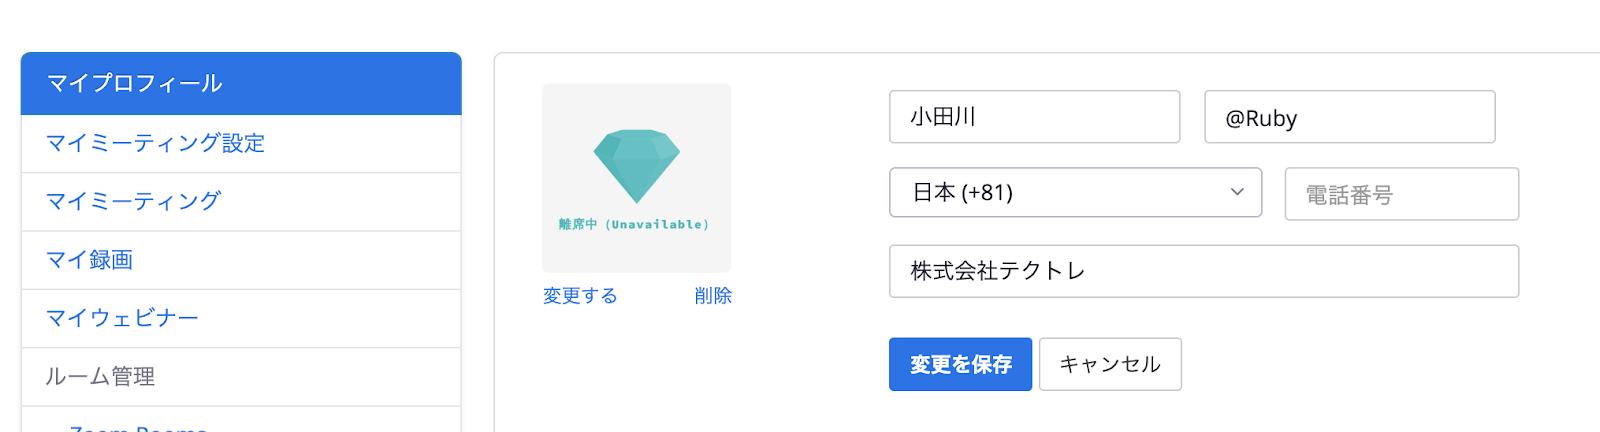 マイプロフィール
マイミーティング設定
マイミーティング
マイ録画
マイウェビナー
ルーム管理
Zoom Rooms
離席中（Unavailable）
変更する 削除
小田川 @Ruby
日本 (+81) 電話番号
株式会社テクトレ
変更を保存 キャンセル